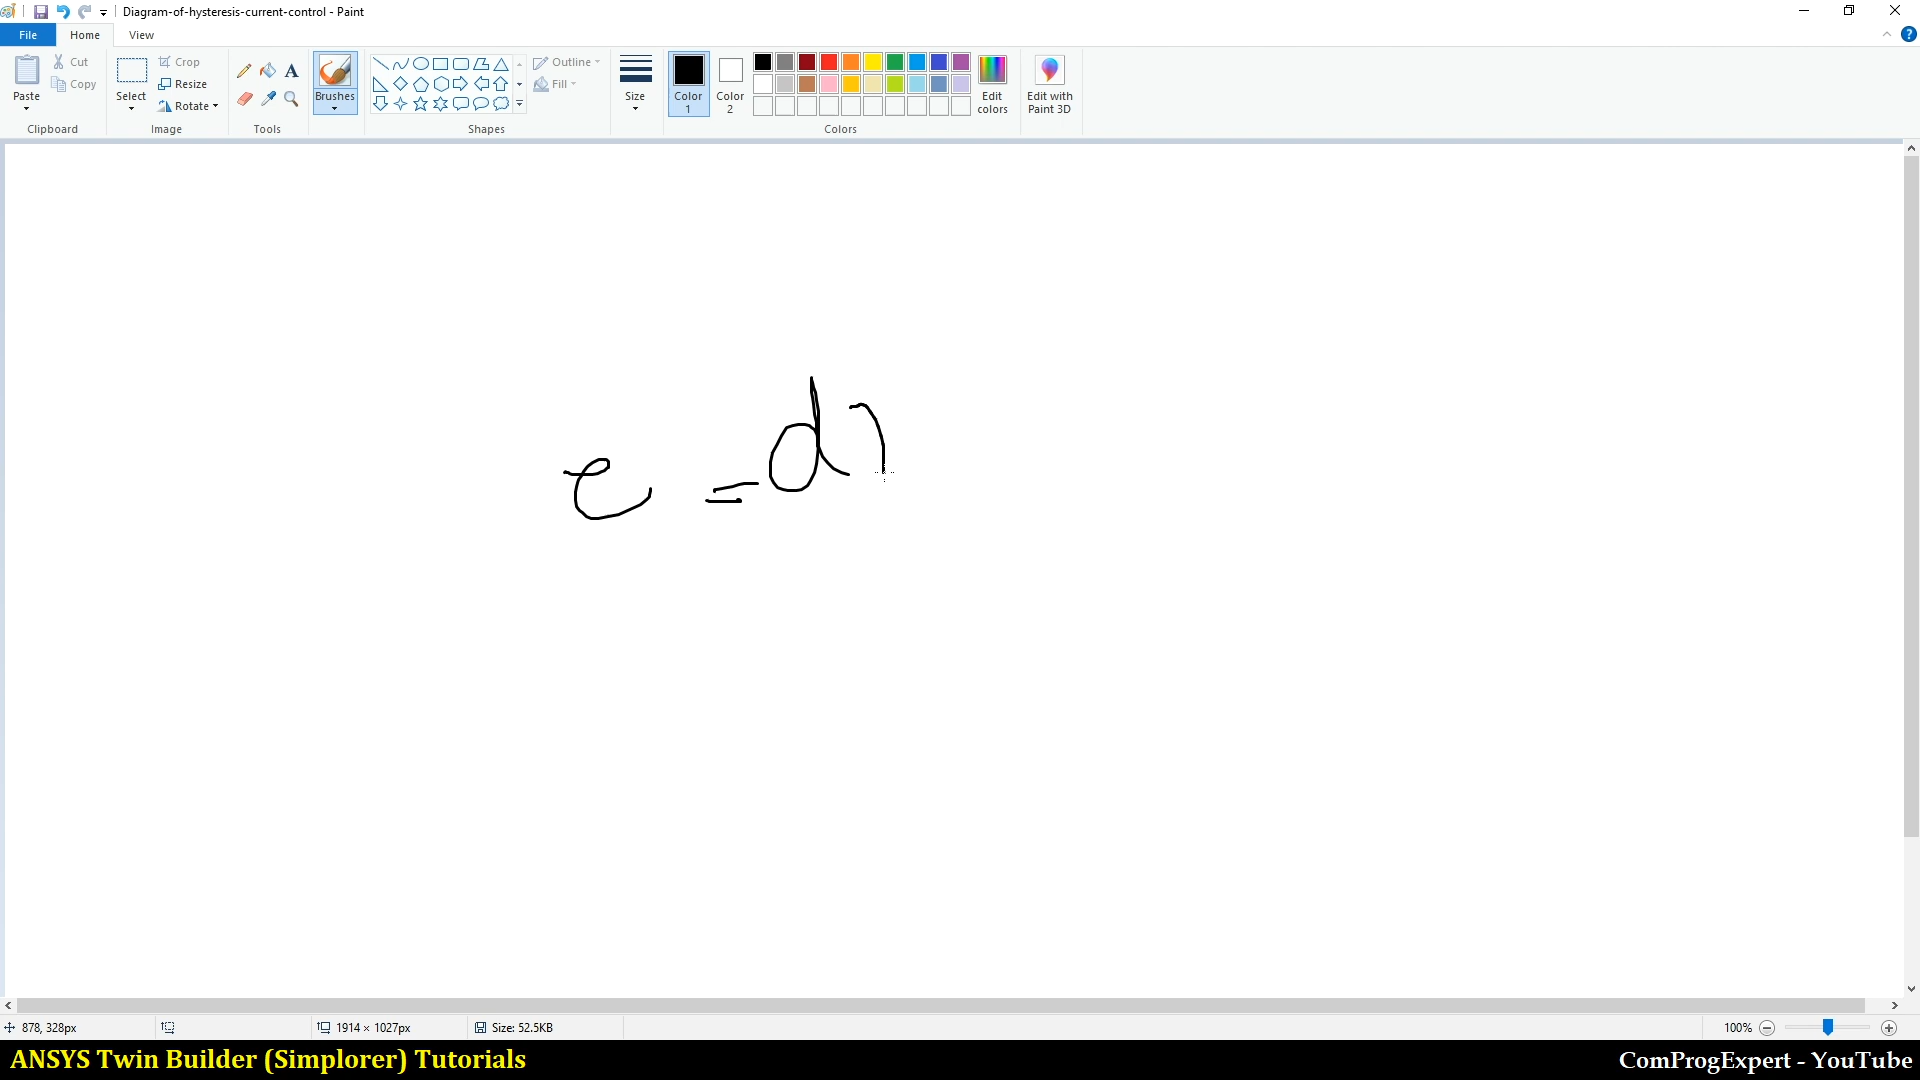 Diagram-of-hysteresis-current-control - Paint
File Home View
Paste Cut Copy Clipboard
Select Crop Resize Rotate Image
Tools
Brushes
Shapes Outline Fill
Size
Color 1 Color 2 Edit colors Colors
Edit with Paint 3D
e = d
878, 328px 1914 × 1027px Size: 52.5KB 100%
ANSYS Twin Builder (Simplorer) Tutorials ComProgExpert - YouTube